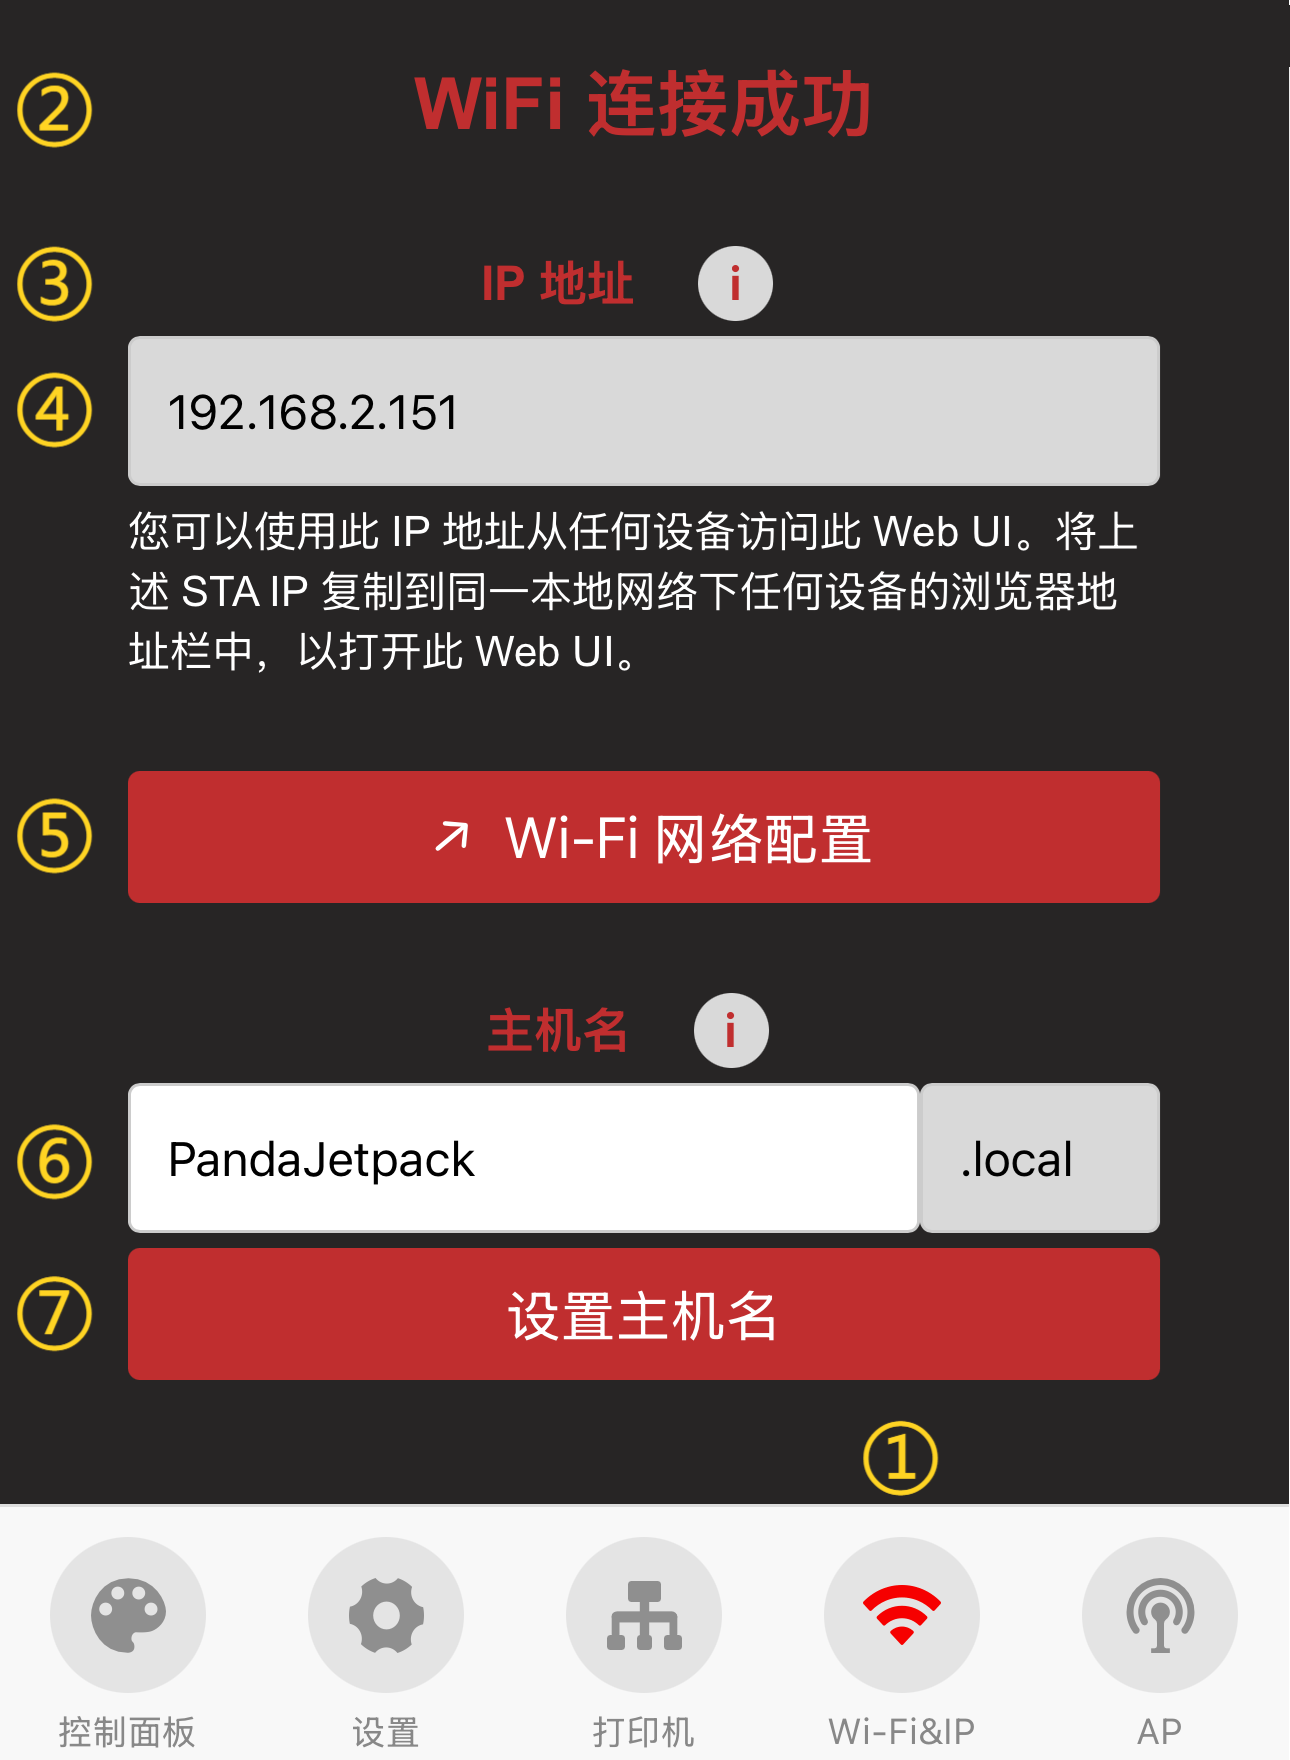 ② WiFi 连接成功
③ IP 地址 i
④ 192.168.2.151
您可以使用此 IP 地址从任何设备访问此 Web UI。将上
述 STA IP 复制到同一本地网络下任何设备的浏览器地
址栏中，以打开此 Web UI。
⑤ ↗ Wi-Fi 网络配置
主机名 i
⑥ PandaJetpack .local
⑦ 设置主机名
①
控制面板 设置 打印机 Wi-Fi&IP AP